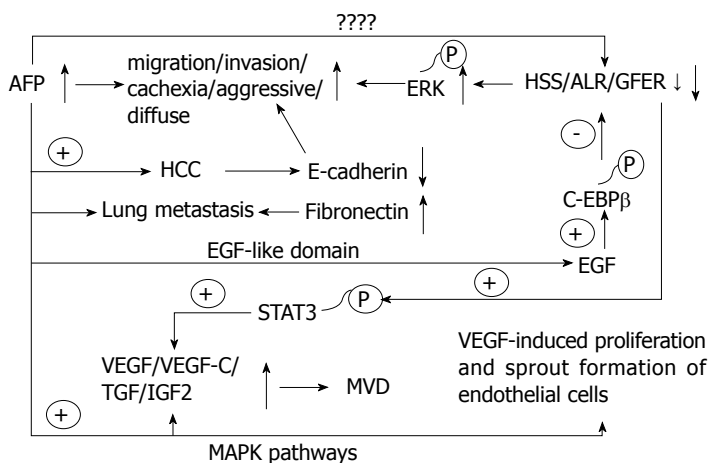 ????
AFP
migration/invasion/
cachexia/aggressive/
diffuse
P
ERK
HSS/ALR/GFER ↓
+
HCC
E-cadherin
-
P
C-EBPβ
Lung metastasis
Fibronectin
+
EGF-like domain
EGF
+
STAT3
P
+
VEGF/VEGF-C/
TGF/IGF2
MVD
VEGF-induced proliferation
and sprout formation of
endothelial cells
+
MAPK pathways